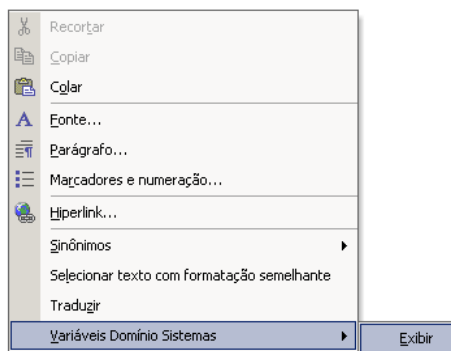 Recortar
Copiar
Colar
Fonte...
Parágrafo...
Marcadores e numeração...
Hiperlink...
Sinônimos
Selecionar texto com formatação semelhante
Traduzir
Variáveis Domínio Sistemas
Exibir